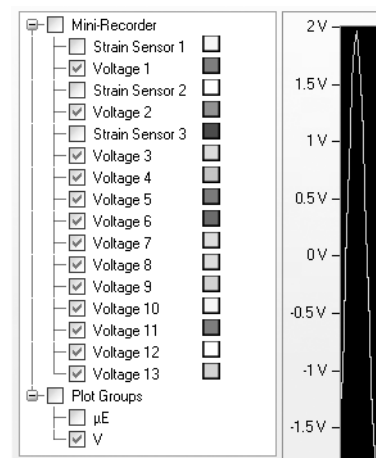 Mini-Recorder
Strain Sensor 1
Voltage 1
Strain Sensor 2
Voltage 2
Strain Sensor 3
Voltage 3
Voltage 4
Voltage 5
Voltage 6
Voltage 7
Voltage 8
Voltage 9
Voltage 10
Voltage 11
Voltage 12
Voltage 13
Plot Groups
µE
V
2 V
1.5 V
1 V
0.5 V
0 V
-0.5 V
-1 V
-1.5 V